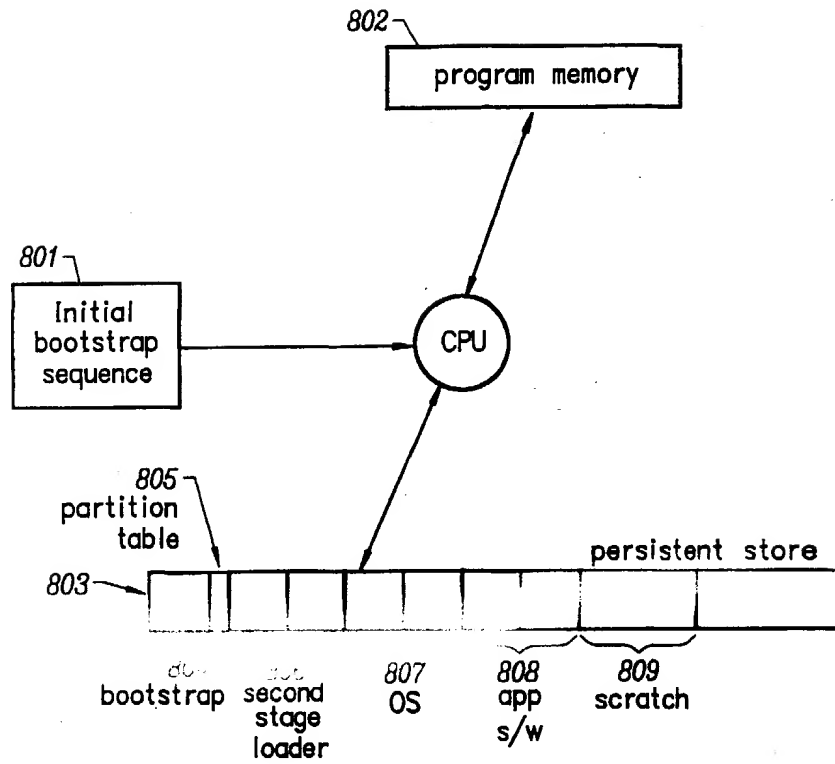 802
program memory
801
Initial
bootstrap
sequence
CPU
805
partition
table
persistent store
803
807
808
809
bootstrap
second
stage
loader
OS
app
s/w
scratch